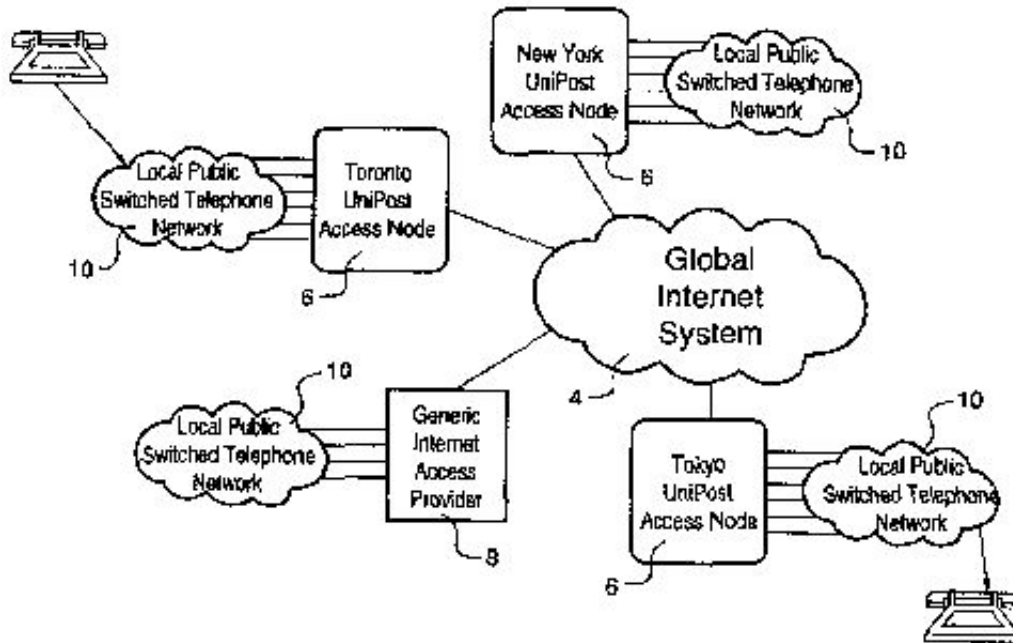 New York
UniPost
Access Node
6
Local Public
Switched Telephone
Network
10
Local Public
Switched Telephone
Network
10
Toronto
UniPost
Access Node
6
Global
Internet
System
4
Local Public
Switched Telephone
Network
10
Generic
Internet
Access
Provider
8
Tokyo
UniPost
Access Node
6
Local Public
Switched Telephone
Network
10